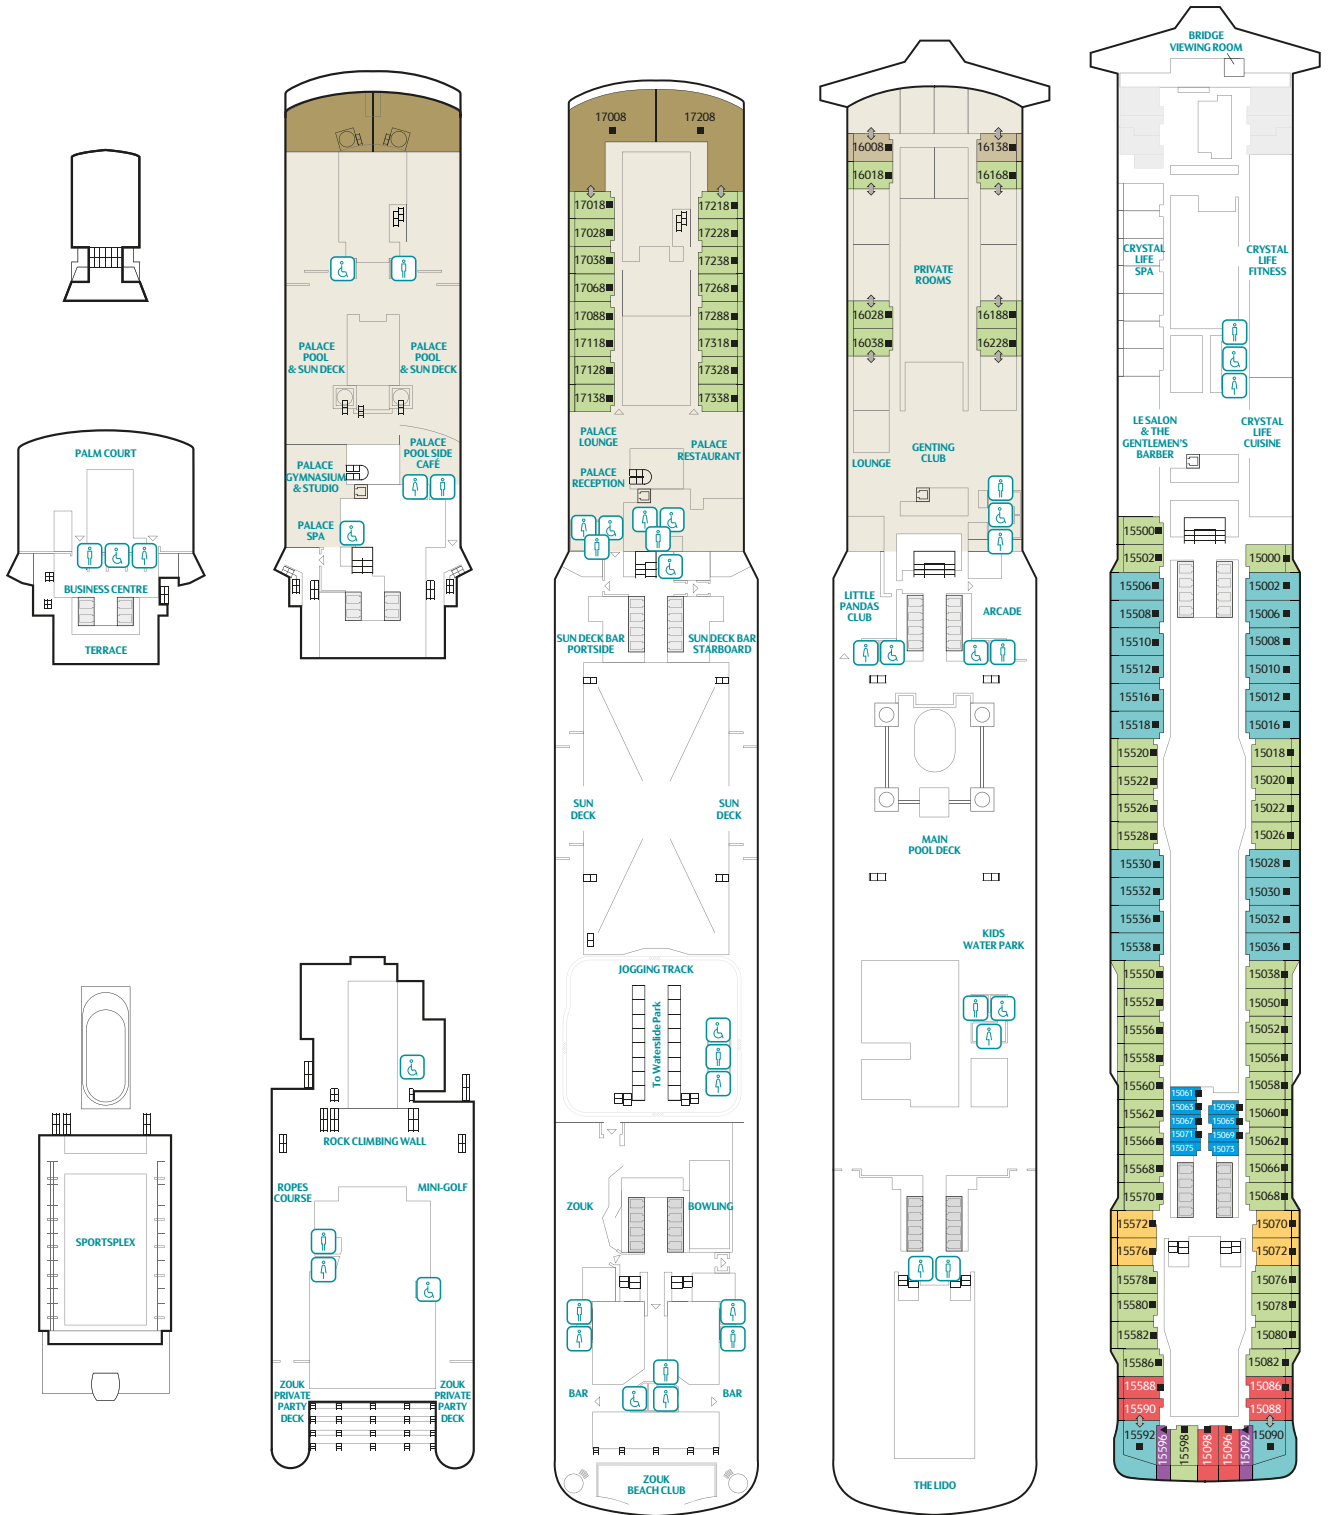 PALM COURT
BUSINESS CENTRE
TERRACE
SPORTSPLEX
PALACE
POOL
& SUN DECK
PALACE
POOL
& SUN DECK
PALACE
POOL SIDE
CAFÉ
PALACE
GYMNASIUM
& STUDIO
PALACE
SPA
ROCK CLIMBING WALL
ROPES
COURSE
MINI-GOLF
ZOUK
PRIVATE
PARTY
DECK
ZOUK
PRIVATE
PARTY
DECK
17008
17208
17018
17028
17038
17068
17088
17118
17128
17138
17218
17228
17238
17268
17288
17318
17328
17338
PALACE
LOUNGE
PALACE
RESTAURANT
PALACE
RECEPTION
SUN DECK BAR
PORTSIDE
SUN DECK BAR
STARBOARD
SUN
DECK
SUN
DECK
JOGGING TRACK
To Waterslide Park
ZOUK
BOWLING
BAR
BAR
ZOUK
BEACH CLUB
16008
16018
16138
16168
PRIVATE
ROOMS
16028
16038
16188
16228
LOUNGE
GENTING
CLUB
LITTLE
PANDAS
CLUB
ARCADE
MAIN
POOL DECK
KIDS
WATER PARK
THE LIDO
BRIDGE
VIEWING ROOM
CRYSTAL
LIFE
SPA
CRYSTAL
LIFE
FITNESS
LE SALON
& THE
GENTLEMEN'S
BARBER
CRYSTAL
LIFE
CUISINE
15500
15502
15506
15508
15510
15512
15516
15518
15520
15522
15526
15528
15530
15532
15536
15538
15550
15552
15556
15558
15560
15562
15566
15568
15570
15572
15576
15578
15580
15582
15586
15588
15590
15592
15000
15002
15006
15008
15010
15012
15016
15018
15020
15022
15026
15028
15030
15032
15036
15038
15050
15052
15056
15058
15060
15062
15066
15068
15070
15072
15076
15078
15080
15082
15086
15088
15090
15061
15063
15067
15071
15075
15059
15065
15069
15073
15596
15598
15098
15096
15092